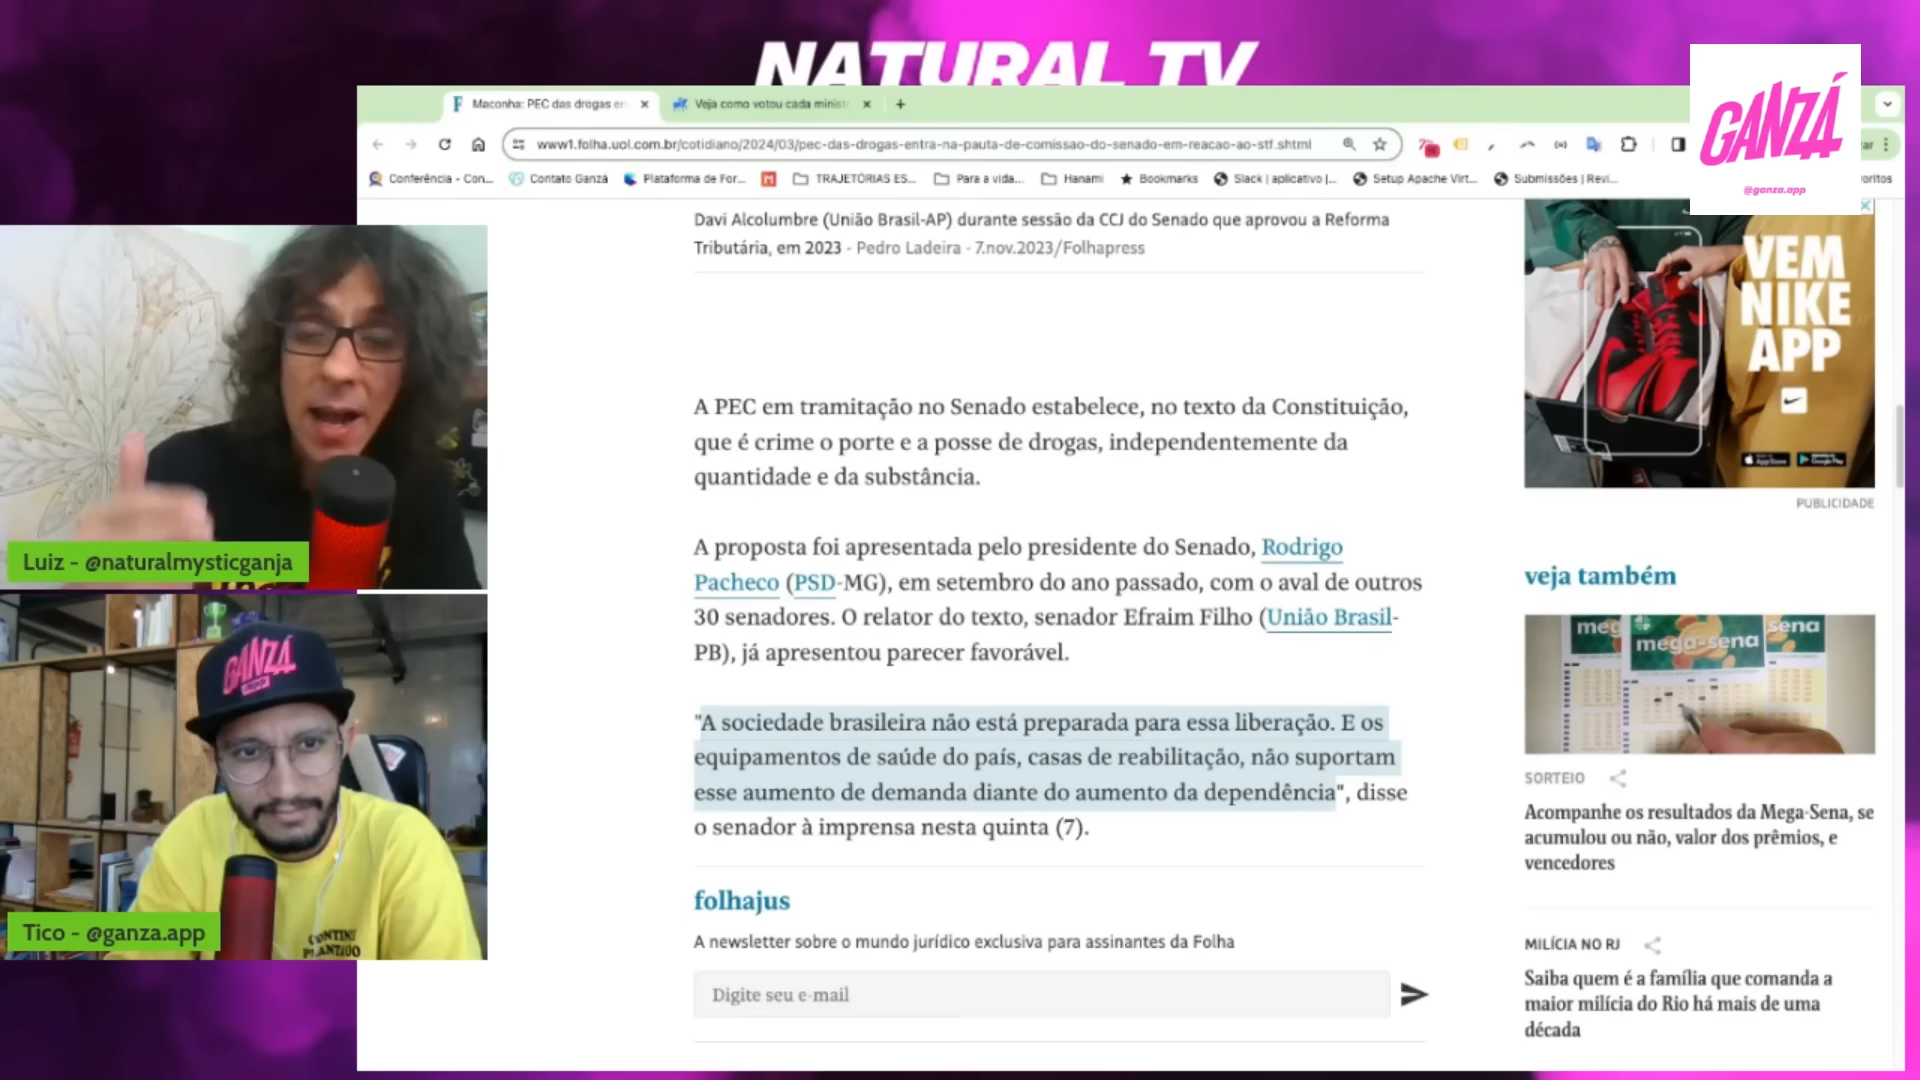 NATURAL TV
GANZÁ
@ganza.app
Maconha: PEC das drogas en
Veja como votou cada minist
www1.folha.uol.com.br/cotidiano/2024/03/pec-das-drogas-entra-na-pauta-de-comissao-do-senado-em-reacao-ao-stf.shtml
Conferência - Con...
Contato Ganzá
Plataforma de For...
TRAJETÓRIAS ES...
Para a vida...
Hanami
Bookmarks
Slack | aplicativo |...
Setup Apache Virt...
Submissões | Revi...
voritos
Davi Alcolumbre (União Brasil-AP) durante sessão da CCJ do Senado que aprovou a Reforma
Tributária, em 2023 - Pedro Ladeira - 7.nov.2023/Folhapress
A PEC em tramitação no Senado estabelece, no texto da Constituição,
que é crime o porte e a posse de drogas, independentemente da
quantidade e da substância.
A proposta foi apresentada pelo presidente do Senado, Rodrigo
Pacheco (PSD-MG), em setembro do ano passado, com o aval de outros
30 senadores. O relator do texto, senador Efraim Filho (União Brasil-
PB), já apresentou parecer favorável.
"A sociedade brasileira não está preparada para essa liberação. E os
equipamentos de saúde do país, casas de reabilitação, não suportam
esse aumento de demanda diante do aumento da dependência", disse
o senador à imprensa nesta quinta (7).
folhajus
A newsletter sobre o mundo jurídico exclusiva para assinantes da Folha
Digite seu e-mail
VEM
NIKE
APP
App Store
Google Play
PUBLICIDADE
veja também
mega-sena
sena
SORTEIO
Acompanhe os resultados da Mega-Sena, se
acumulou ou não, valor dos prêmios, e
vencedores
MILÍCIA NO RJ
Saiba quem é a família que comanda a
maior milícia do Rio há mais de uma
década
Luiz - @naturalmysticganja
GANZÁ
.app
Tico - @ganza.app